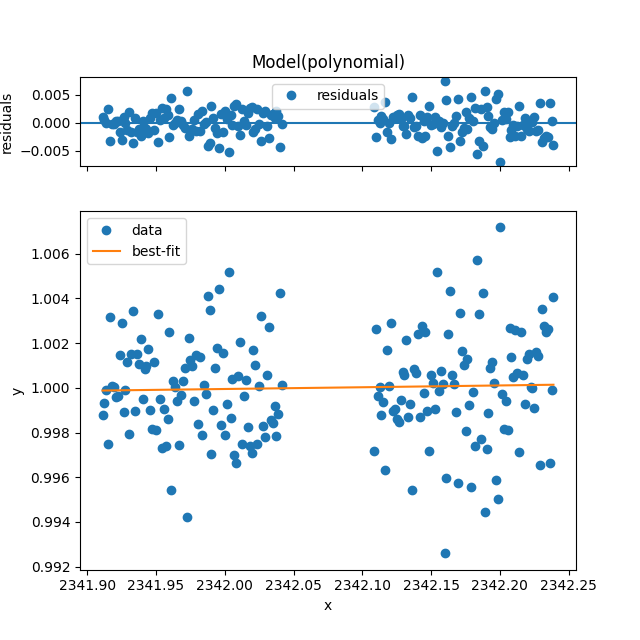 Model(polynomial)
residuals
0.005
0.000
−0.005
residuals
data
best-fit
y
1.006
1.004
1.002
1.000
0.998
0.996
0.994
0.992
2341.90 2341.95 2342.00 2342.05 2342.10 2342.15 2342.20 2342.25
x